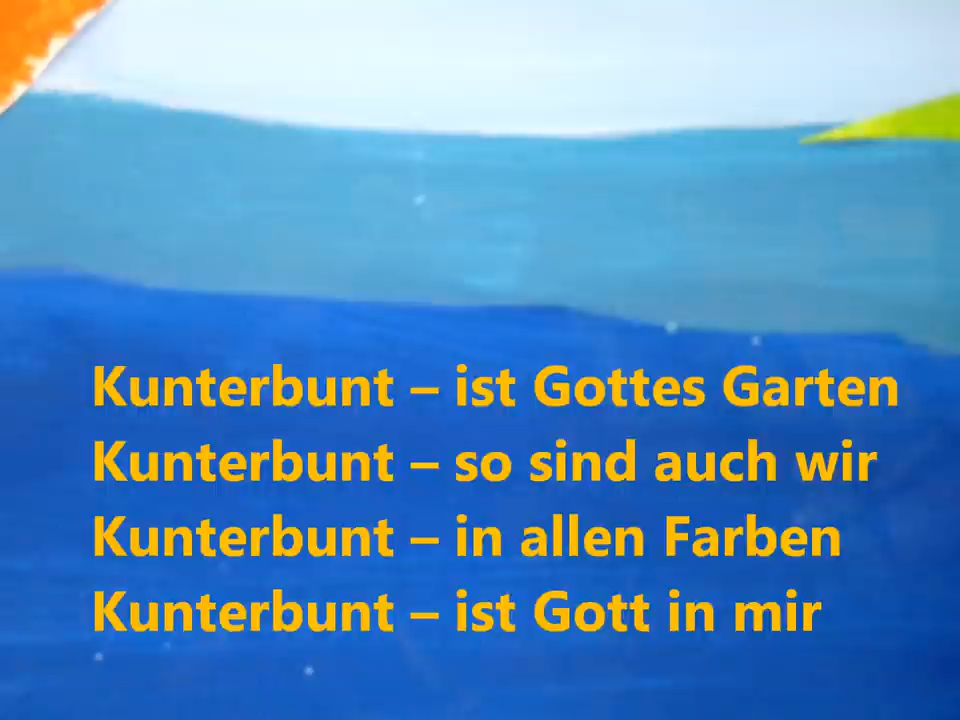 Kunterbunt – ist Gottes Garten
Kunterbunt – so sind auch wir
Kunterbunt – in allen Farben
Kunterbunt – ist Gott in mir